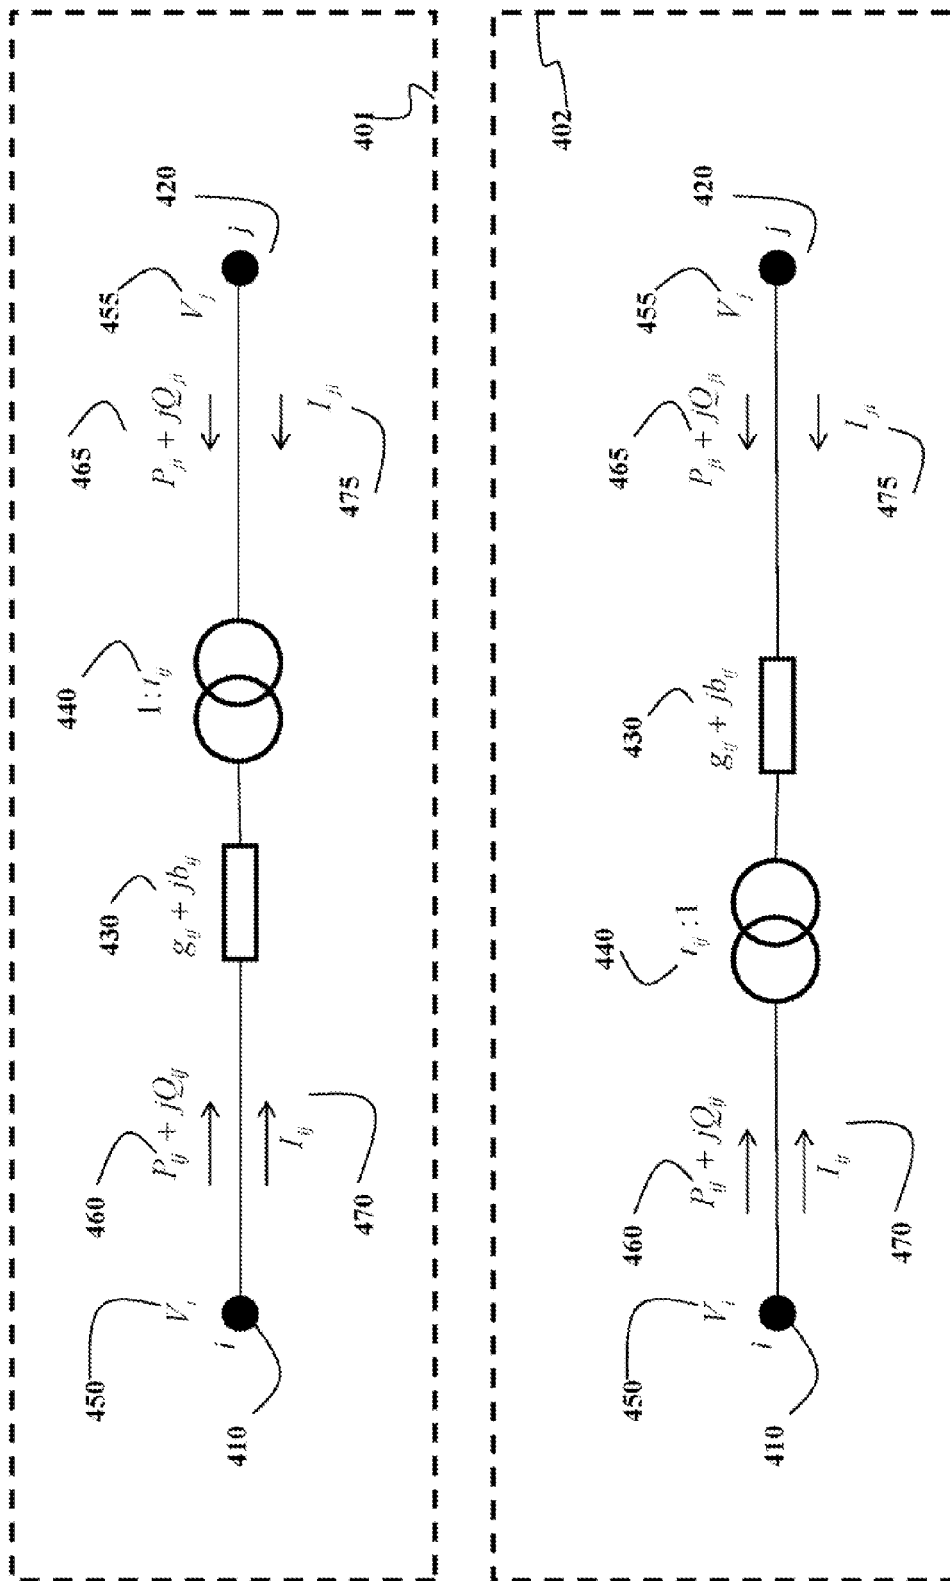 401
420
j
455
V_j
465
P_ji + jQ_ji
I_ji
475
440
1:t_ij
430
g_ij + jb_ij
460
P_ij + jQ_ij
I_ij
470
450
V_i
i
410
402
420
j
455
V_j
465
P_ji + jQ_ji
I_ji
475
430
g_ij + jb_ij
440
t_ij:1
460
P_ij + jQ_ij
I_ij
470
450
V_i
i
410